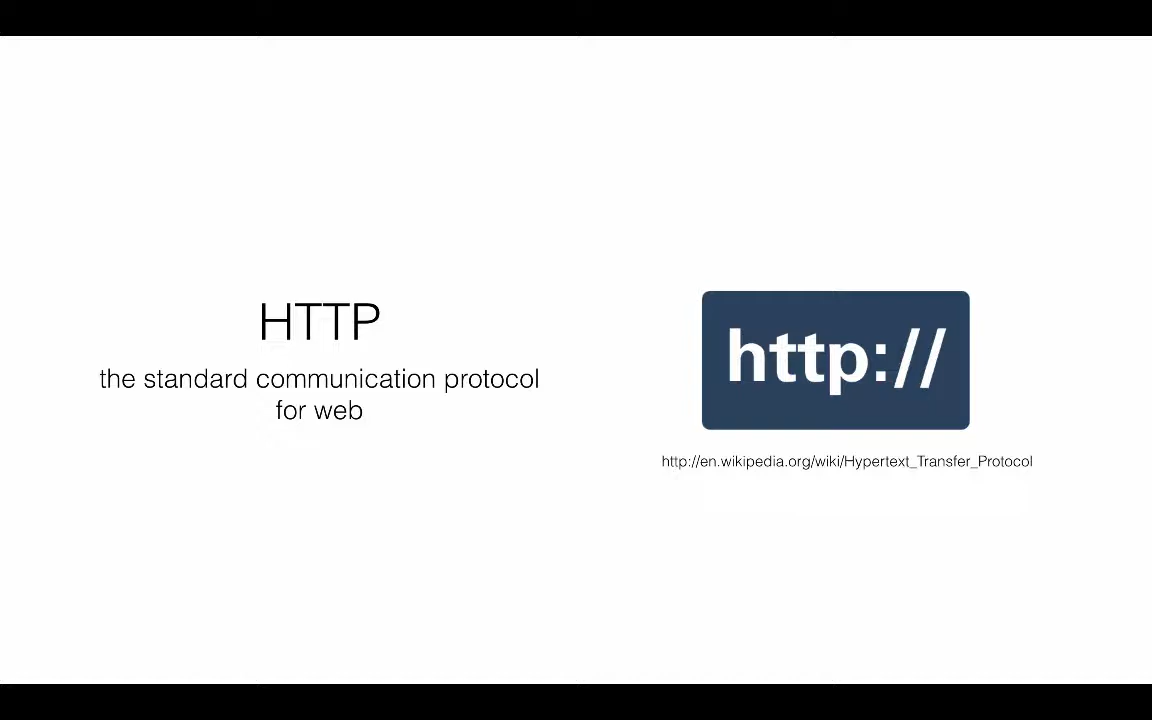 HTTP
the standard communication protocol
for web
http://
http://en.wikipedia.org/wiki/Hypertext_Transfer_Protocol